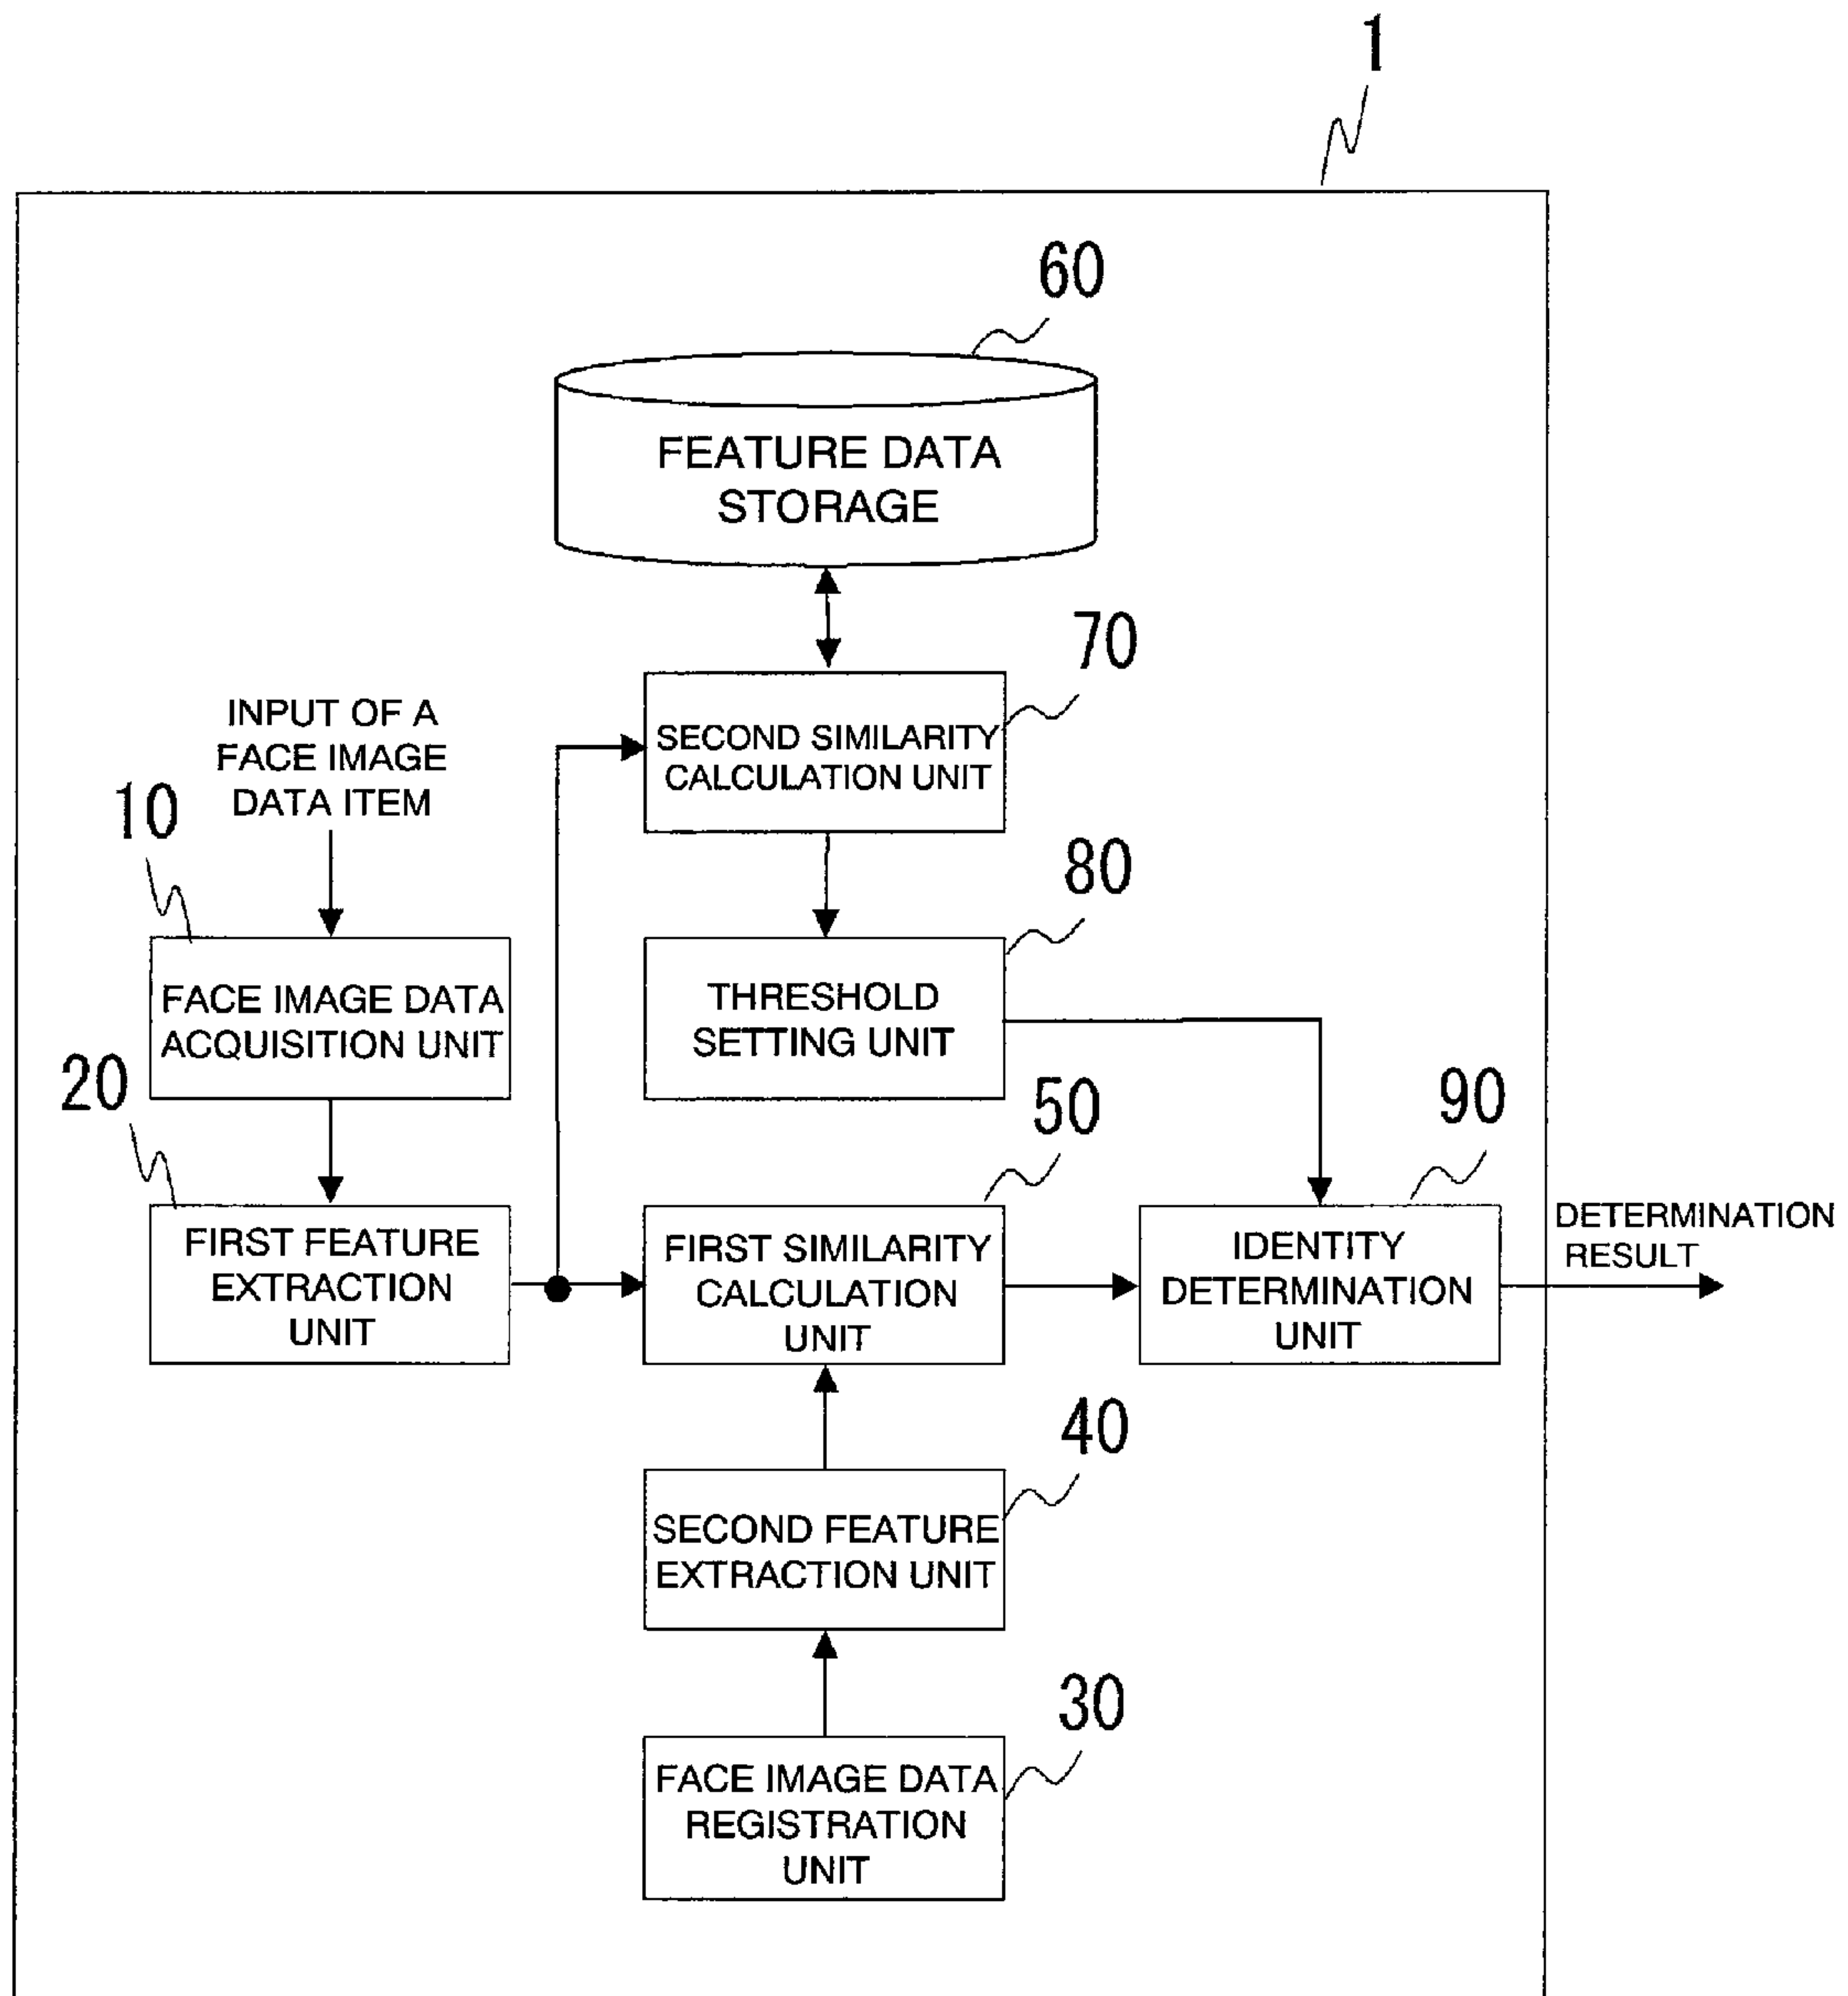 1
60
FEATURE DATA
STORAGE
70
INPUT OF A
FACE IMAGE
DATA ITEM
SECOND SIMILARITY
CALCULATION UNIT
10
80
FACE IMAGE DATA
ACQUISITION UNIT
THRESHOLD
SETTING UNIT
20
50
90
FIRST FEATURE
EXTRACTION
UNIT
FIRST SIMILARITY
CALCULATION
UNIT
IDENTITY
DETERMINATION
UNIT
DETERMINATION
RESULT
40
SECOND FEATURE
EXTRACTION UNIT
30
FACE IMAGE DATA
REGISTRATION
UNIT